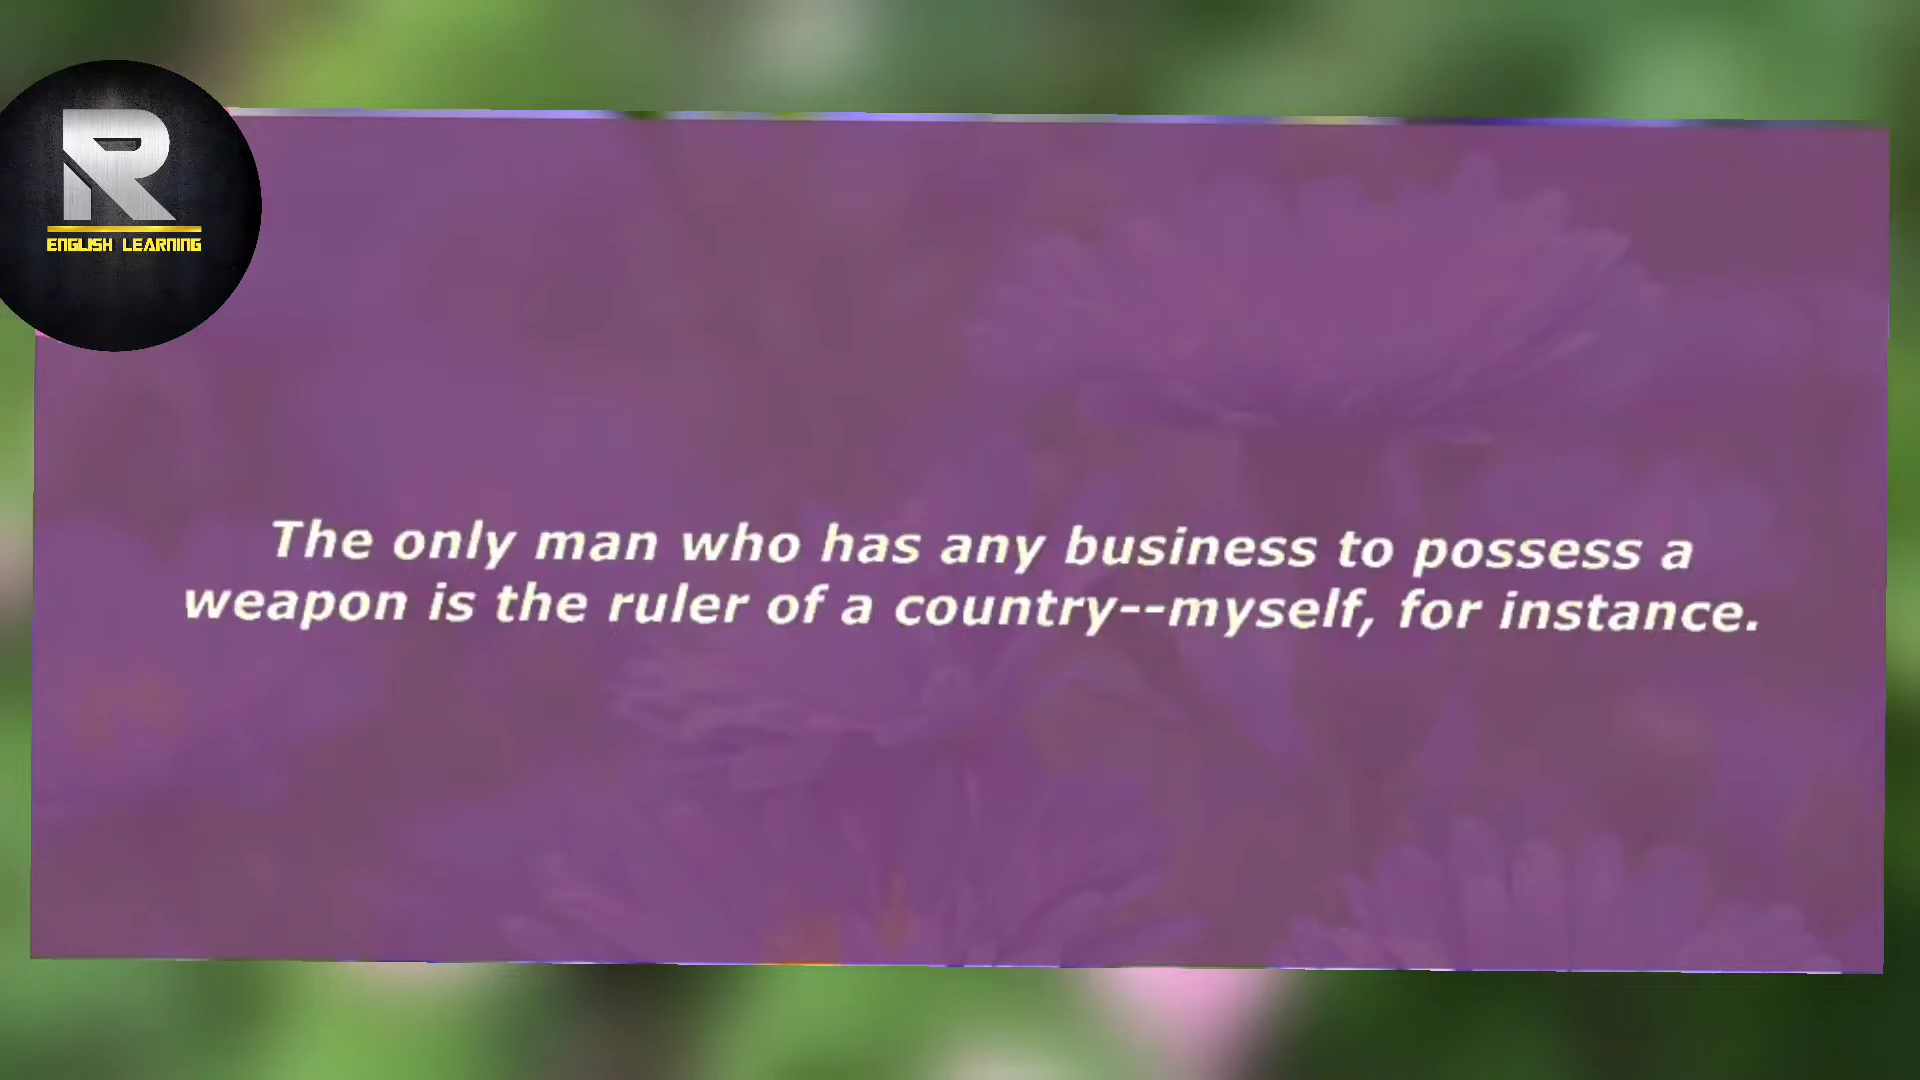 R
ENGLISH LEARNING
The only man who has any business to possess a
weapon is the ruler of a country--myself, for instance.